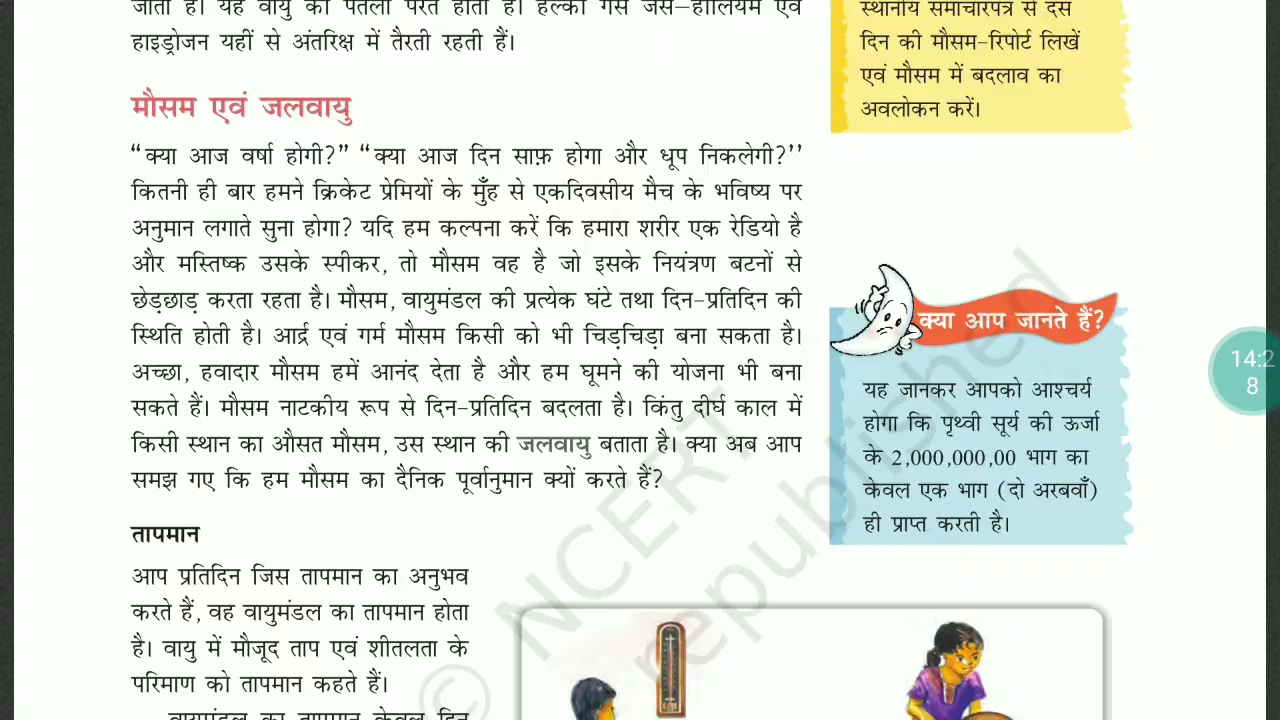 जाती है। यह वायु की पतली परत होती है। हल्की गैसें जैसे–हीलियम एवं
हाइड्रोजन यहीं से अंतरिक्ष में तैरती रहती हैं।
मौसम एवं जलवायु
“क्या आज वर्षा होगी?” “क्या आज दिन साफ़ होगा और धूप निकलेगी?’’
कितनी ही बार हमने क्रिकेट प्रेमियों के मुँह से एकदिवसीय मैच के भविष्य पर
अनुमान लगाते सुना होगा? यदि हम कल्पना करें कि हमारा शरीर एक रेडियो है
और मस्तिष्क उसके स्पीकर, तो मौसम वह है जो इसके नियंत्रण बटनों से
छेड़छाड़ करता रहता है। मौसम, वायुमंडल की प्रत्येक घंटे तथा दिन–प्रतिदिन की
स्थिति होती है। आर्द्र एवं गर्म मौसम किसी को भी चिड़चिड़ा बना सकता है।
अच्छा, हवादार मौसम हमें आनंद देता है और हम घूमने की योजना भी बना
सकते हैं। मौसम नाटकीय रूप से दिन–प्रतिदिन बदलता है। किंतु दीर्घ काल में
किसी स्थान का औसत मौसम, उस स्थान की जलवायु बताता है। क्या अब आप
समझ गए कि हम मौसम का दैनिक पूर्वानुमान क्यों करते हैं?
तापमान
आप प्रतिदिन जिस तापमान का अनुभव
करते हैं, वह वायुमंडल का तापमान होता
है। वायु में मौजूद ताप एवं शीतलता के
परिमाण को तापमान कहते हैं।
वायुमंडल का तापमान केवल दिन
स्थानीय समाचारपत्र से दस
दिन की मौसम–रिपोर्ट लिखें
एवं मौसम में बदलाव का
अवलोकन करें।
क्या आप जानते हैं?
यह जानकर आपको आश्चर्य
होगा कि पृथ्वी सूर्य की ऊर्जा
के 2,000,000,00 भाग का
केवल एक भाग (दो अरबवाँ)
ही प्राप्त करती है।
14:2
8
© NCERT
republished